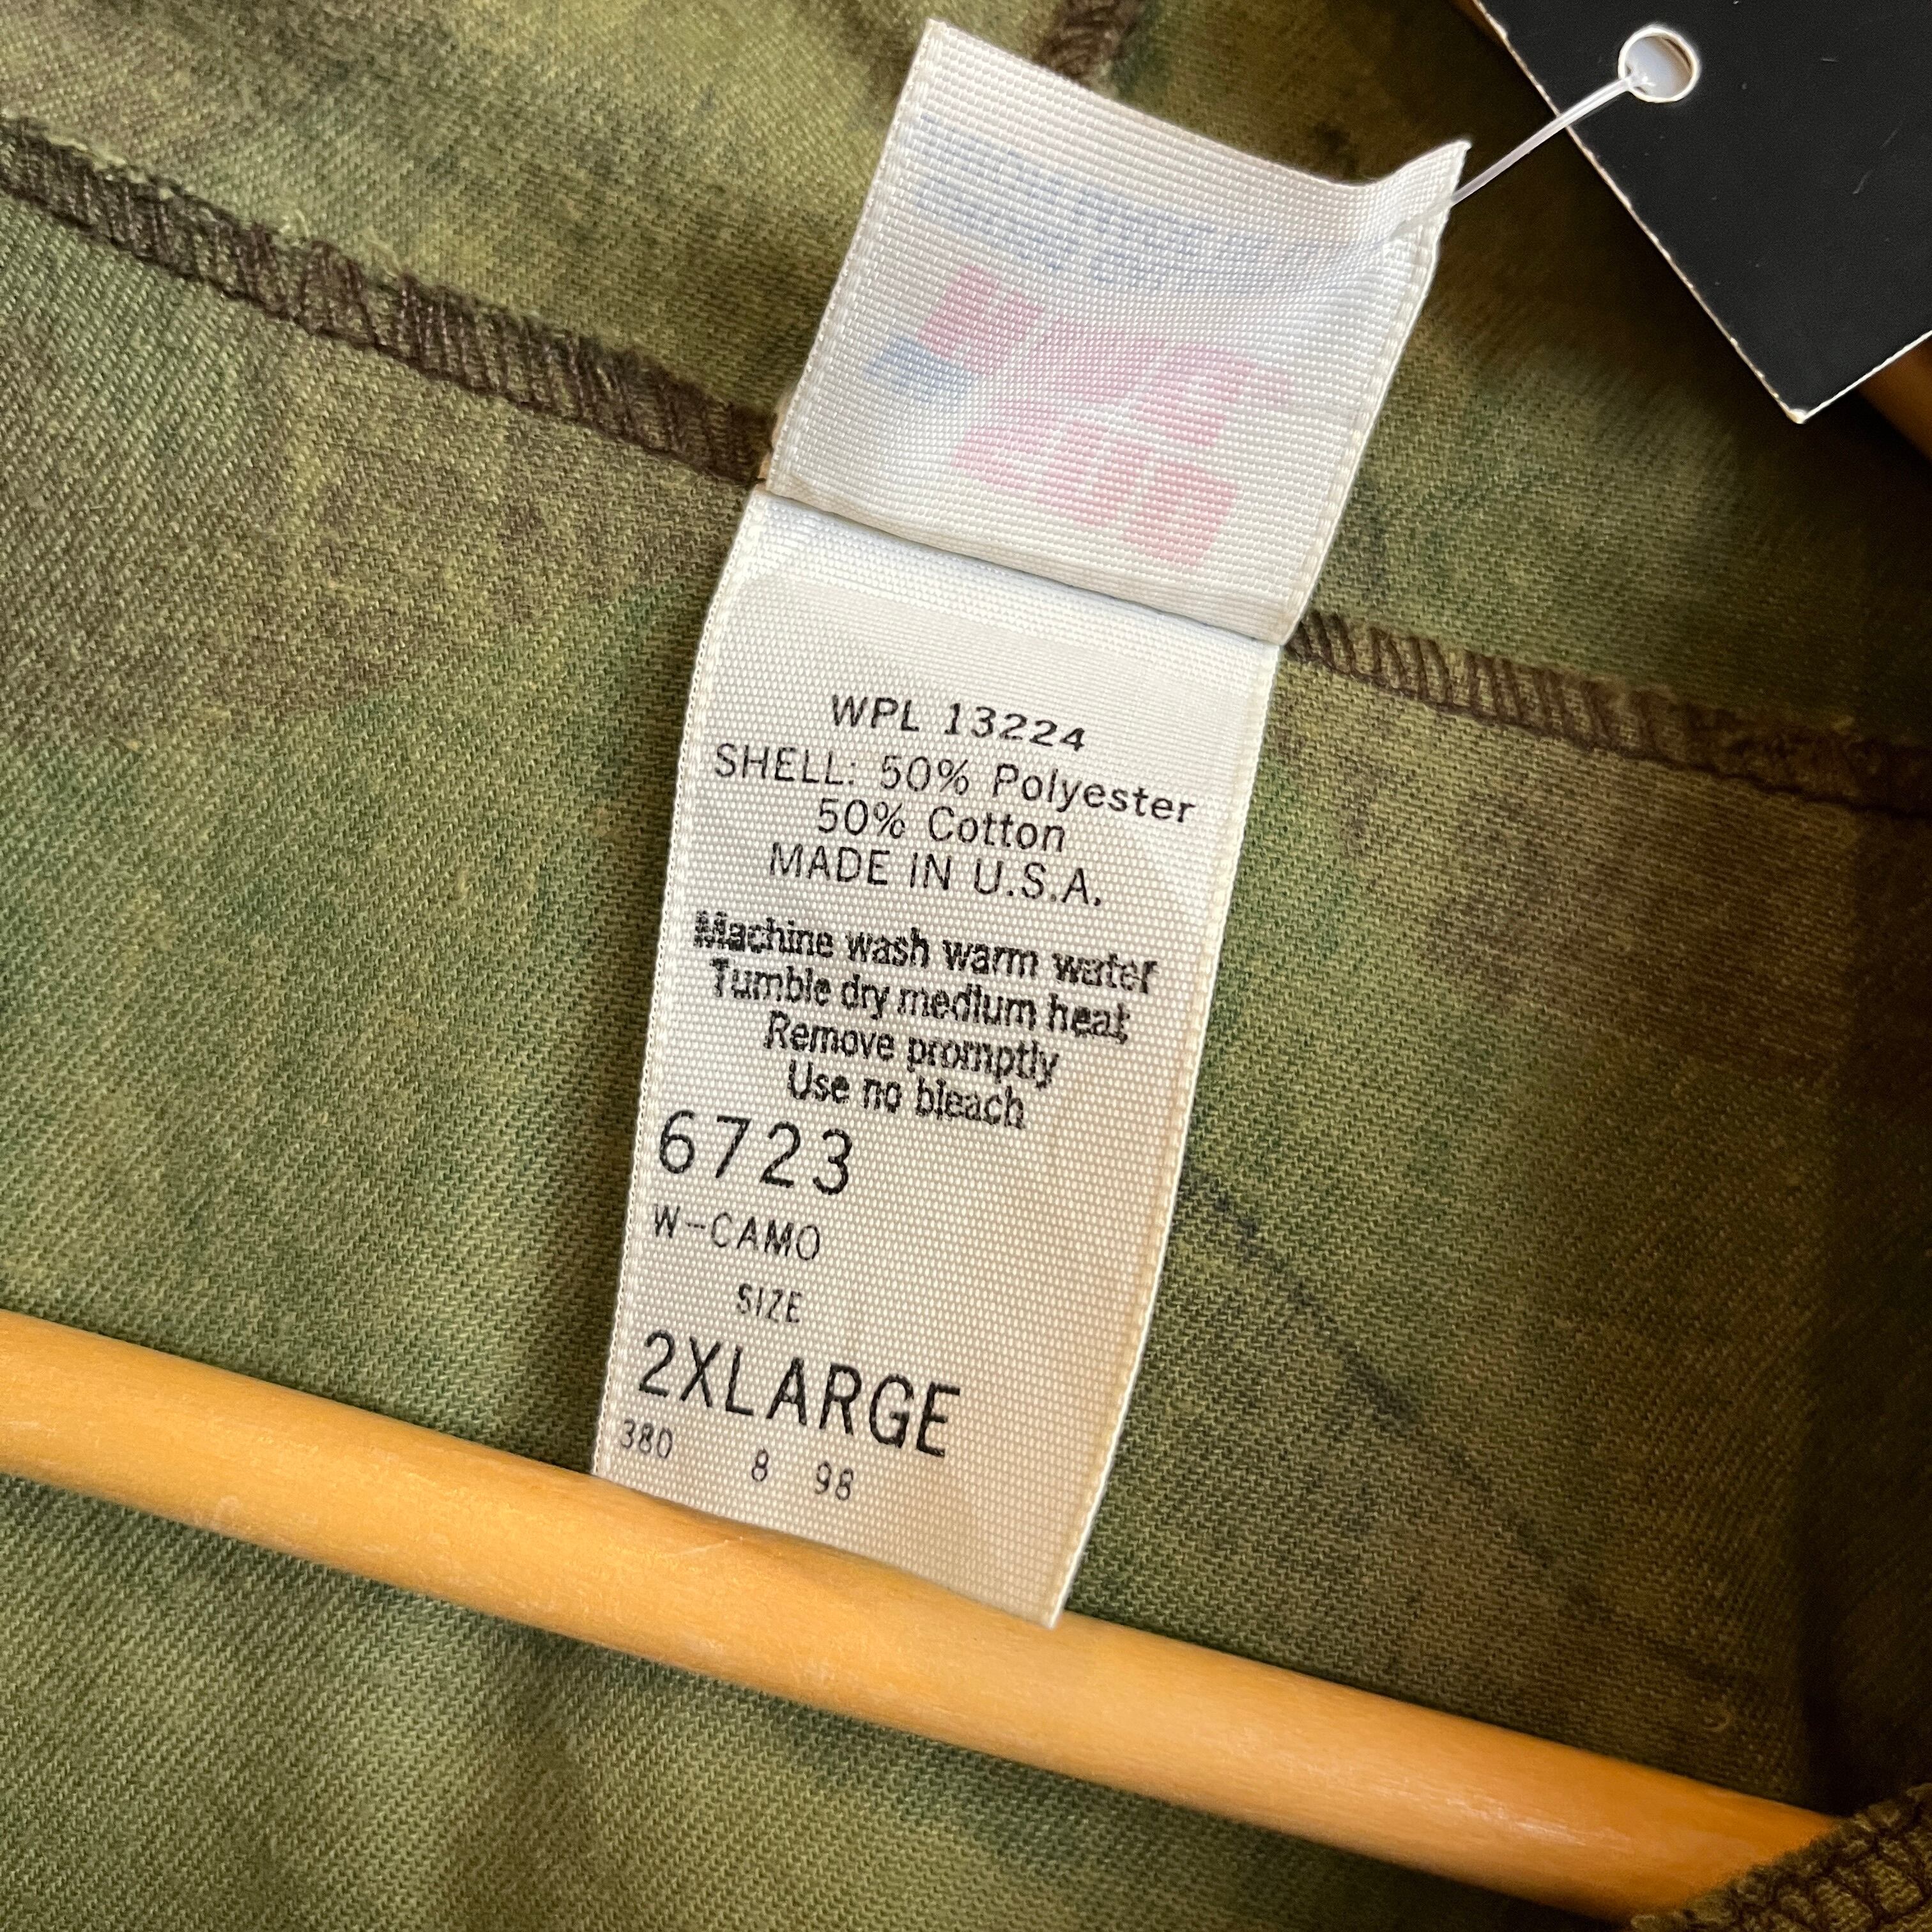 WPL 13224
SHELL: 50% Polyester
50% Cotton
MADE IN U.S.A.
Machine wash warm water
Tumble dry medium heat
Remove promptly
Use no bleach
6723
W-CAMO
SIZE
2XLARGE
380 8 98